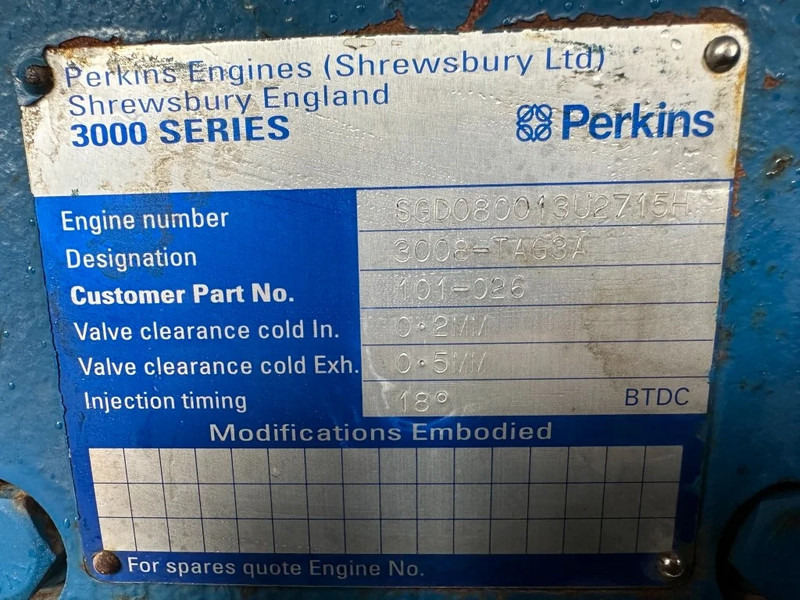 Perkins Engines (Shrewsbury Ltd)
Shrewsbury England
3000 SERIES Perkins
Engine number SGD080013U2715H
Designation 3008-TAG3A
Customer Part No. 101-026
Valve clearance cold In. 0.2MM
Valve clearance cold Exh. 0.5MM
Injection timing 18° BTDC
Modifications Embodied
For spares quote Engine No.